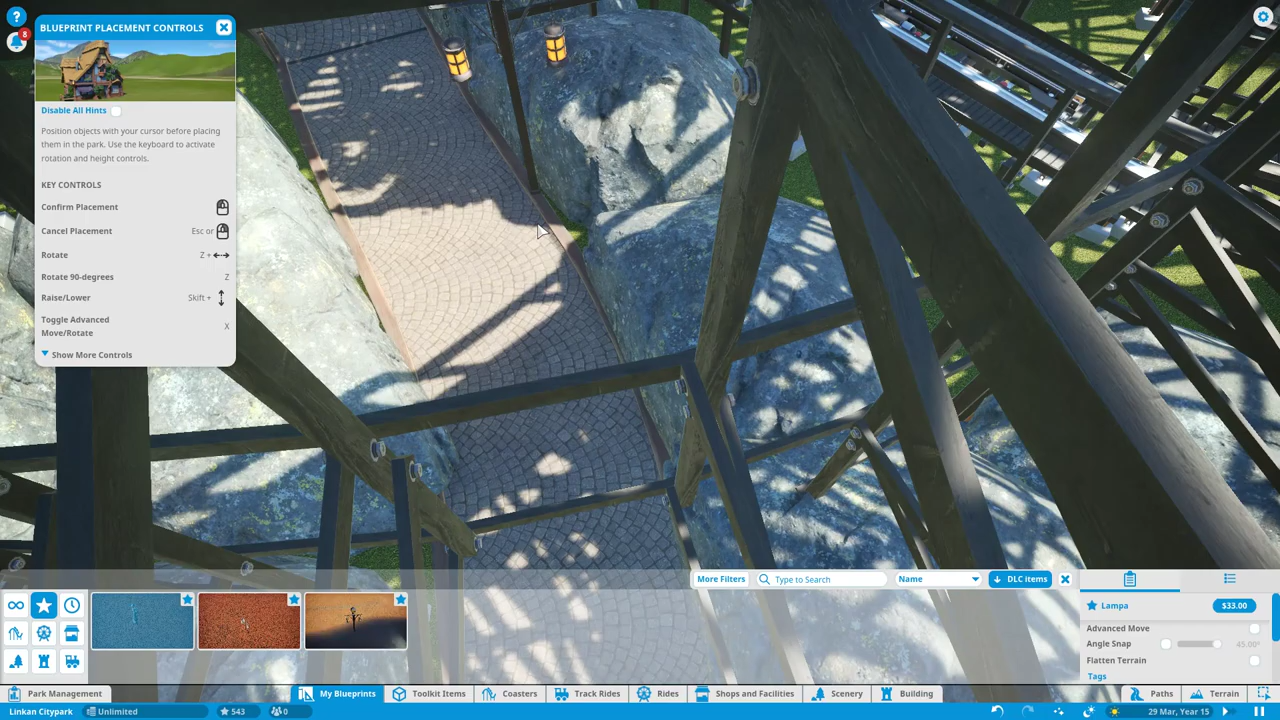 ?
8
BLUEPRINT PLACEMENT CONTROLS
Disable All Hints
Position objects with your cursor before placing
them in the park. Use the keyboard to activate
rotation and height controls.
KEY CONTROLS
Confirm Placement
Cancel Placement Esc or
Rotate Z +
Rotate 90-degrees Z
Raise/Lower Skift +
Toggle Advanced
Move/Rotate X
Show More Controls
More Filters Type to Search Name DLC items
Lampa $33.00
Advanced Move
Angle Snap 45.00°
Flatten Terrain
Tags
Park Management My Blueprints Toolkit Items Coasters Track Rides Rides Shops and Facilities Scenery Building Paths Terrain
Linkan Citypark Unlimited 543 0 29 Mar, Year 15